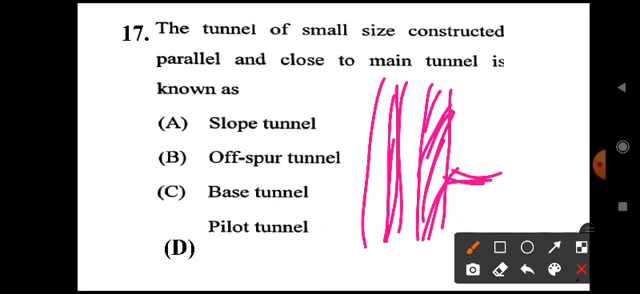 17. The tunnel of small size constructed
parallel and close to main tunnel is
known as
(A) Slope tunnel
(B) Off-spur tunnel
(C) Base tunnel
(D) Pilot tunnel